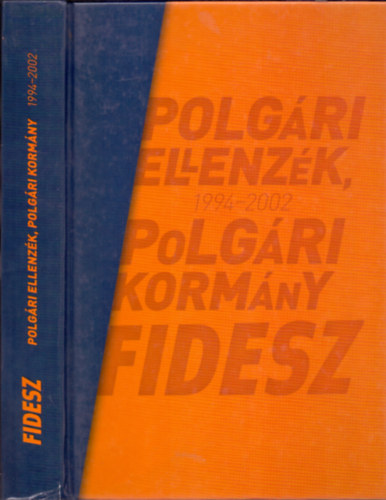 FIDESZ POLGÁRI ELLENZÉK, POLGÁRI KORMÁNY 1994–2002
POLGÁRI
ELLENZÉK,
1994–2002
POLGÁRI
KORMÁNY
FIDESZ